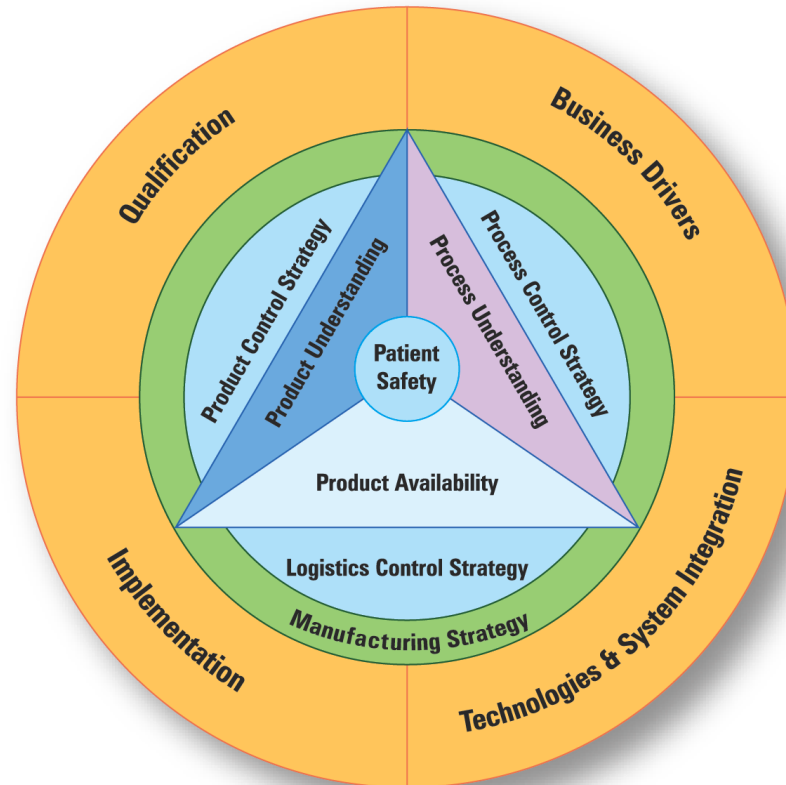 Qualification
Business Drivers
Product Control Strategy
Product Understanding
Process Understanding
Process Control Strategy
Patient
Safety
Product Availability
Logistics Control Strategy
Manufacturing Strategy
Implementation
Technologies & System Integration